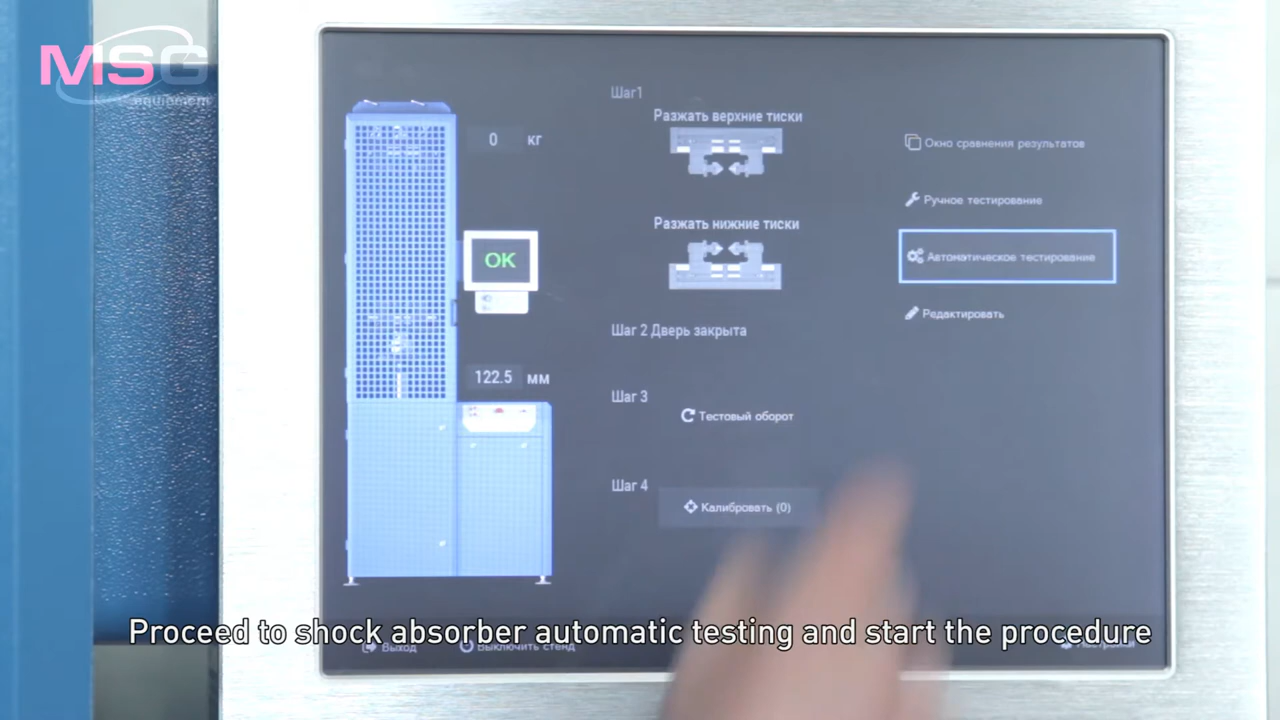 MSG
equipment
Шаг1
Разжать верхние тиски
0 кг
Окно сравнения результатов
Ручное тестирование
Разжать нижние тиски
OK
Автоматическое тестирование
Редактировать
Шаг 2 Дверь закрыта
122.5 мм
Шаг 3
Тестовый оборот
Шаг 4
Калибровать (0)
Proceed to shock absorber automatic testing and start the procedure
Выход
Выключить стенд